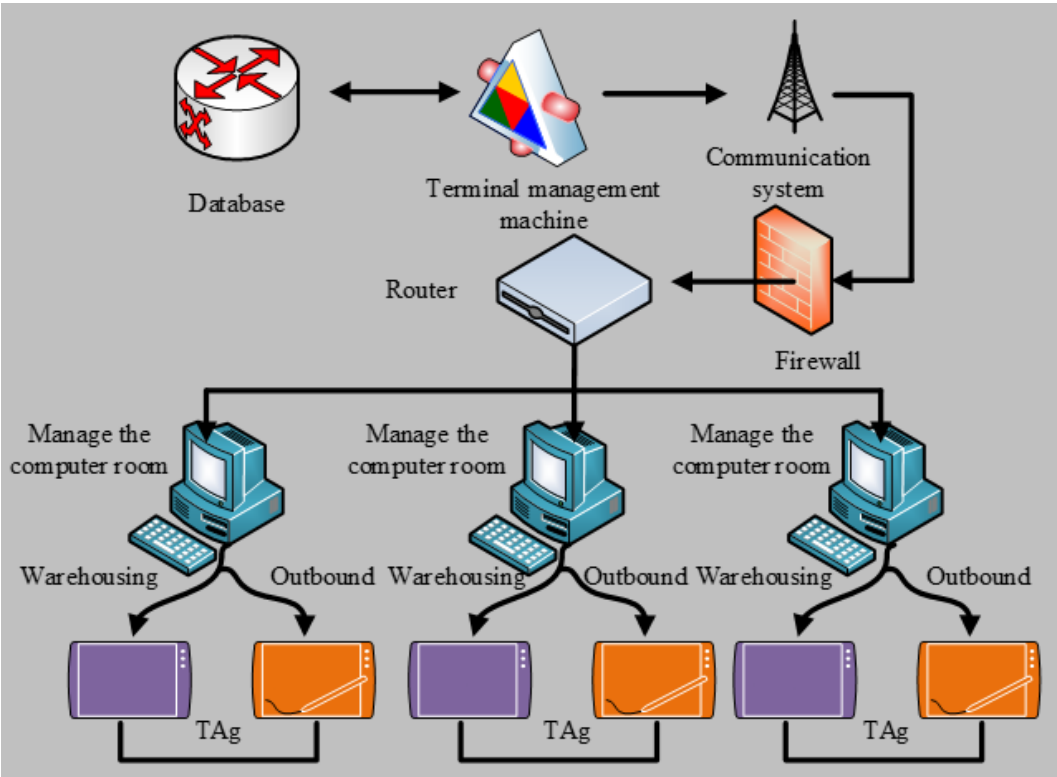 Database
Terminal management
machine
Communication
system
Router
Firewall
Manage the
computer room
Manage the
computer room
Manage the
computer room
Warehousing
Outbound
Warehousing
Outbound
Warehousing
Outbound
TAg
TAg
TAg